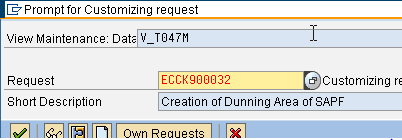 Prompt for Customizing request
View Maintenance: Data V_T047M
Request ECCK900032 Customizing re
Short Description Creation of Dunning Area of SAPF
Own Requests